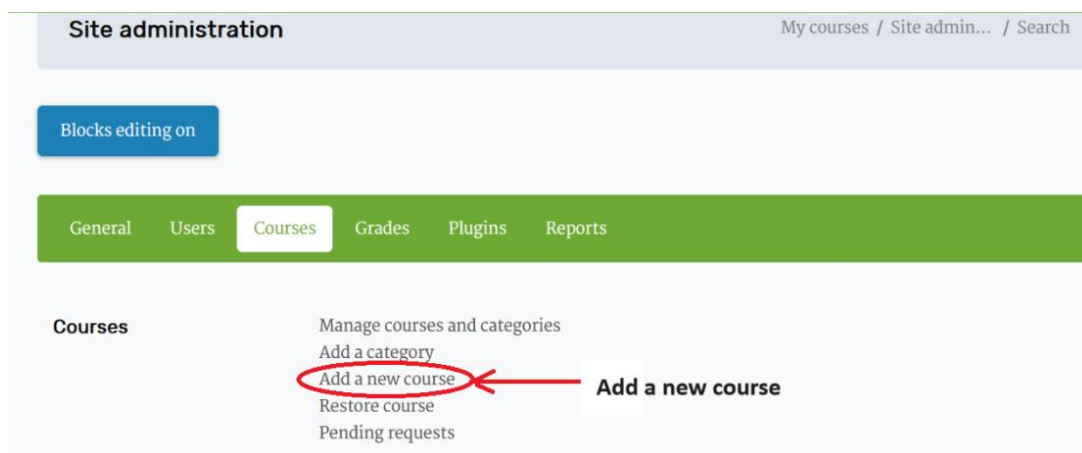 Site administration
My courses / Site admin... / Search
Blocks editing on
General Users Courses Grades Plugins Reports
Courses
Manage courses and categories
Add a category
Add a new course
Add a new course
Restore course
Pending requests